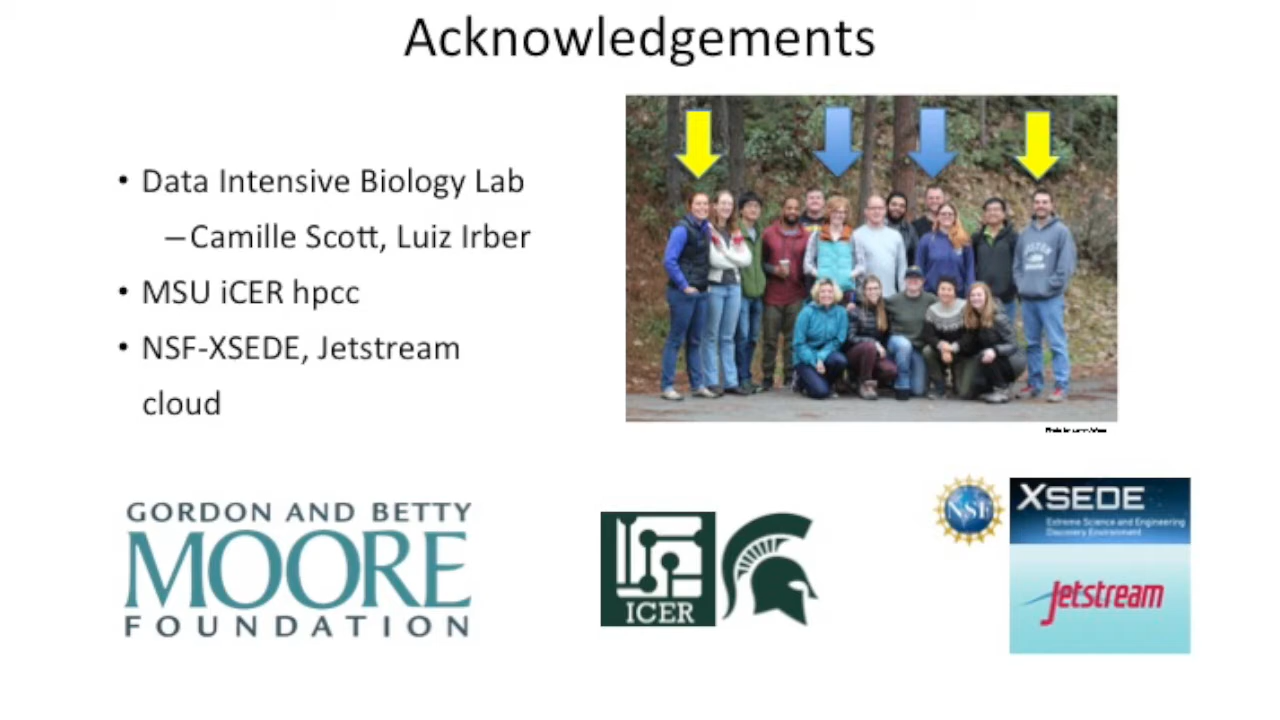 Acknowledgements
• Data Intensive Biology Lab
–Camille Scott, Luiz Irber
• MSU iCER hpcc
• NSF-XSEDE, Jetstream
cloud
GORDON AND BETTY
MOORE
FOUNDATION
ICER
NSF
XSEDE
Extreme Science and Engineering
Discovery Environment
Jetstream